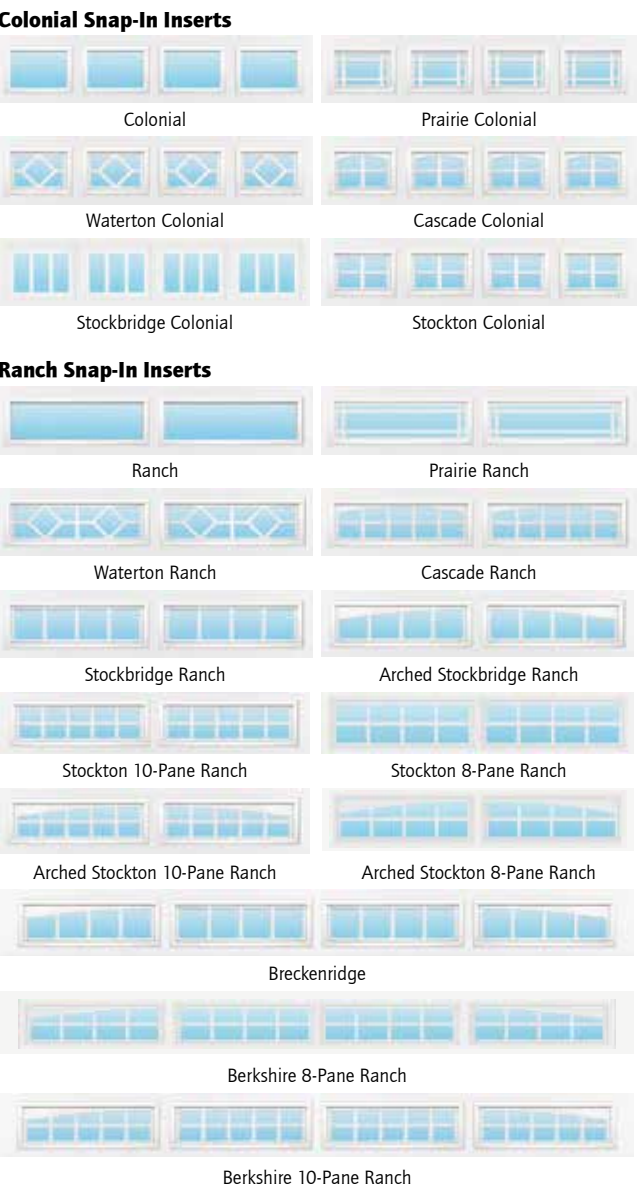 Colonial Snap-In Inserts
Colonial
Prairie Colonial
Waterton Colonial
Cascade Colonial
Stockbridge Colonial
Stockton Colonial
Ranch Snap-In Inserts
Ranch
Prairie Ranch
Waterton Ranch
Cascade Ranch
Stockbridge Ranch
Arched Stockbridge Ranch
Stockton 10-Pane Ranch
Stockton 8-Pane Ranch
Arched Stockton 10-Pane Ranch
Arched Stockton 8-Pane Ranch
Breckenridge
Berkshire 8-Pane Ranch
Berkshire 10-Pane Ranch